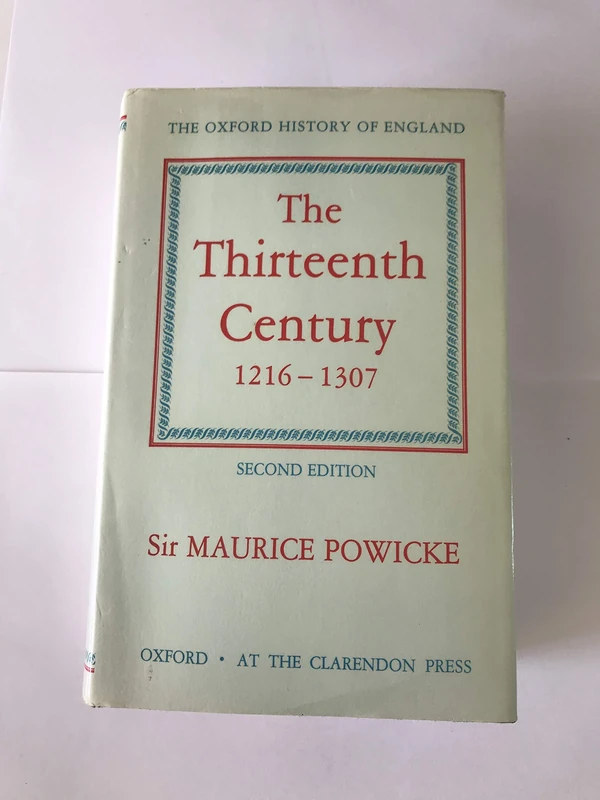 THE OXFORD HISTORY OF ENGLAND
The
Thirteenth
Century
1216 – 1307
SECOND EDITION
Sir MAURICE POWICKE
OXFORD • AT THE CLARENDON PRESS